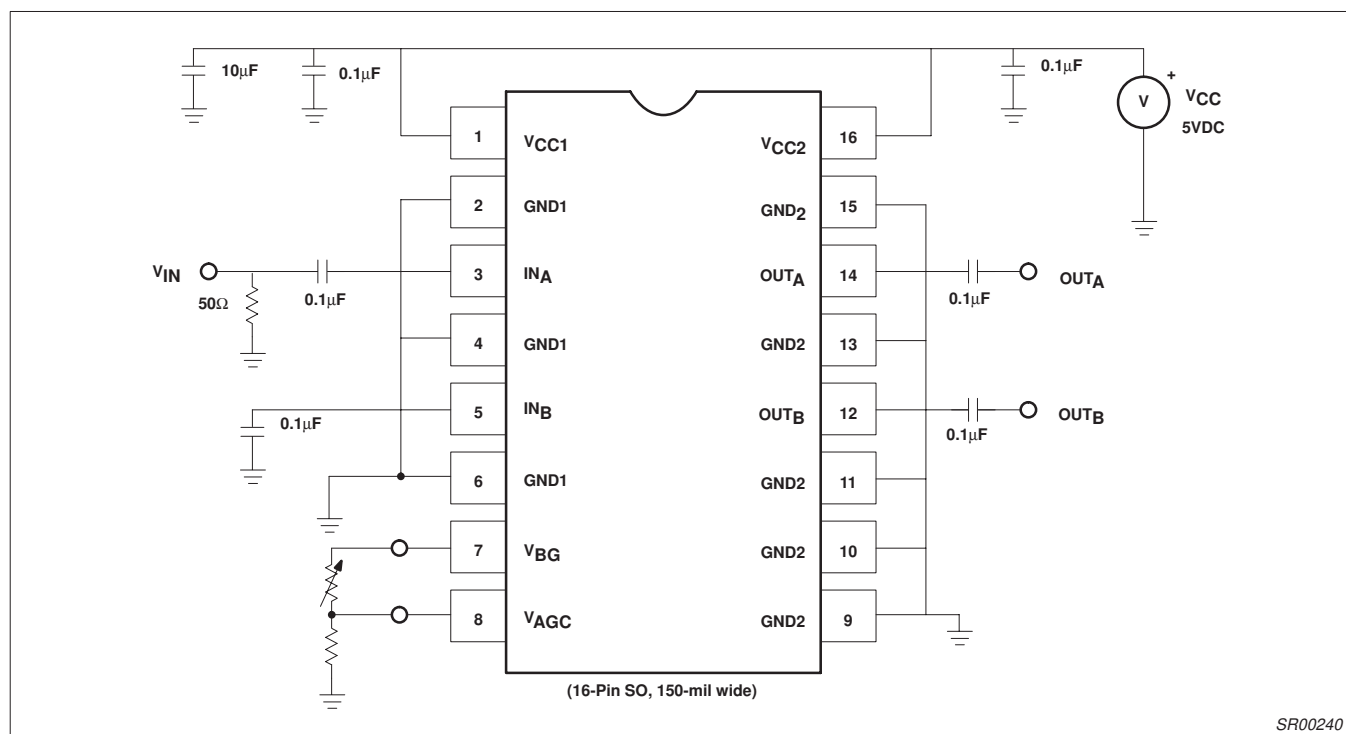 10μF
0.1μF
0.1μF
+
V
VCC
5VDC
1
VCC1
VCC2
16
2
GND1
GND2
15
VIN
50Ω
0.1μF
3
INA
OUTA
14
0.1μF
OUTA
4
GND1
GND2
13
0.1μF
5
INB
OUTB
12
0.1μF
OUTB
6
GND1
GND2
11
7
VBG
GND2
10
8
VAGC
GND2
9
(16-Pin SO, 150-mil wide)
SR00240